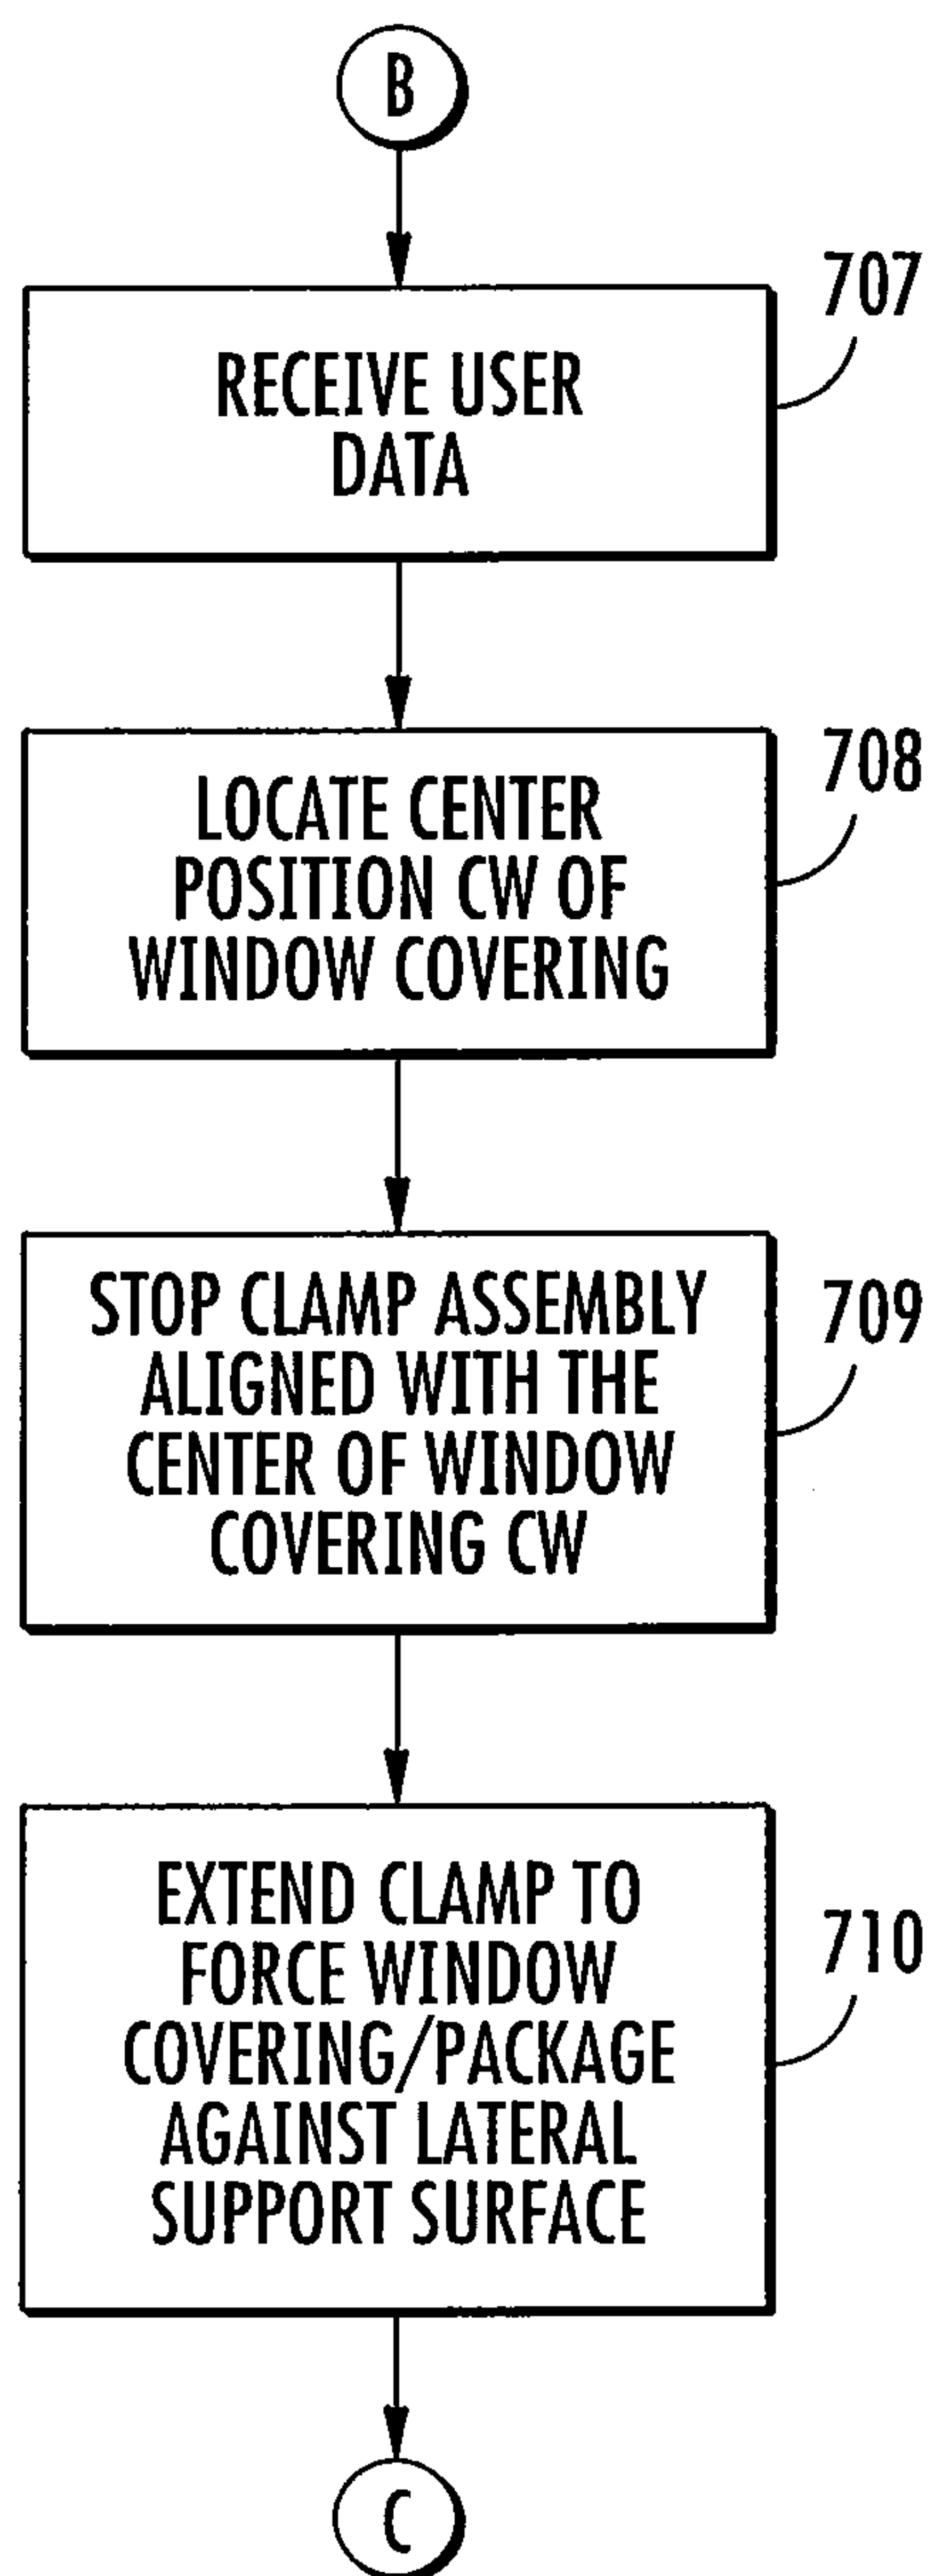 B
707
RECEIVE USER
DATA
708
LOCATE CENTER
POSITION CW OF
WINDOW COVERING
709
STOP CLAMP ASSEMBLY
ALIGNED WITH THE
CENTER OF WINDOW
COVERING CW
710
EXTEND CLAMP TO
FORCE WINDOW
COVERING/PACKAGE
AGAINST LATERAL
SUPPORT SURFACE
C